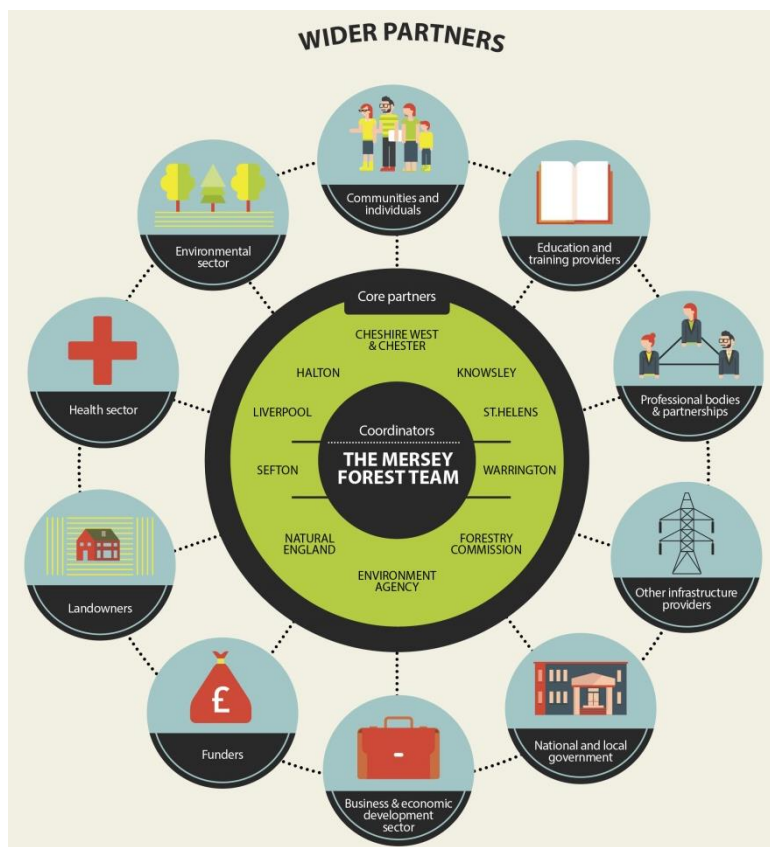 WIDER PARTNERS
Communities and
individuals
Education and
training providers
Professional bodies
& partnerships
Other infrastructure
providers
National and local
government
Business & economic
development
sector
£
Funders
Landowners
Health sector
Environmental
sector
Core partners
CHESHIRE WEST
& CHESTER
HALTON
KNOWSLEY
LIVERPOOL
ST.HELENS
SEFTON
WARRINGTON
NATURAL
ENGLAND
FORESTRY
COMMISSION
ENVIRONMENT
AGENCY
Coordinators
THE MERSEY
FOREST TEAM